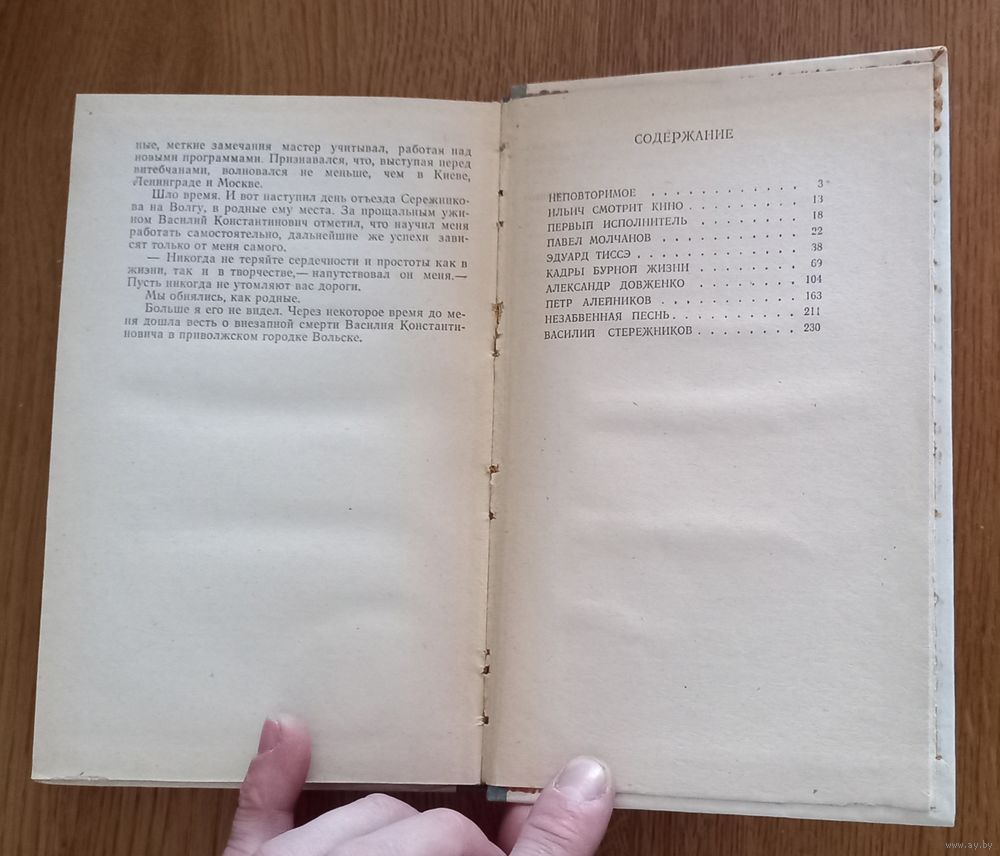 ные, меткие замечания мастер учитывал, работая над
новыми программами. Признавался, что, выступая перед
витебчанами, волновался не меньше, чем в Киеве,
Ленинграде и Москве.
Шло время. И вот наступил день отъезда Сережнико-
ва на Волгу, в родные ему места. За прощальным ужи-
ном Василий Константинович отметил, что научил меня
работать самостоятельно, дальнейшие же успехи зави-
сят только от меня самого.
— Никогда не теряйте сердечности и простоты как в
жизни, так и в творчестве,— напутствовал он меня.—
Пусть никогда не утомляют вас дороги.
Мы обнялись, как родные.
Больше я его не видел. Через некоторое время до ме-
ня дошла весть о внезапной смерти Василия Константи-
новича в приволжском городке Вольске.
СОДЕРЖАНИЕ
НЕПОВТОРИМОЕ . . . . . . . . . . 3
ИЛЬИЧ СМОТРИТ КИНО . . . . . . . . 13
ПЕРВЫЙ ИСПОЛНИТЕЛЬ . . . . . . . . 18
ПАВЕЛ МОЛЧАНОВ . . . . . . . . . . 22
ЭДУАРД ТИССЭ . . . . . . . . . . . 38
КАДРЫ БУРНОЙ ЖИЗНИ . . . . . . . . 69
АЛЕКСАНДР ДОВЖЕНКО . . . . . . . . 104
ПЕТР АЛЕЙНИКОВ . . . . . . . . . . 163
НЕЗАБВЕННАЯ ПЕСНЬ . . . . . . . . . 211
ВАСИЛИЙ СТЕРЕЖНИКОВ . . . . . . . . 230
www.ay.by